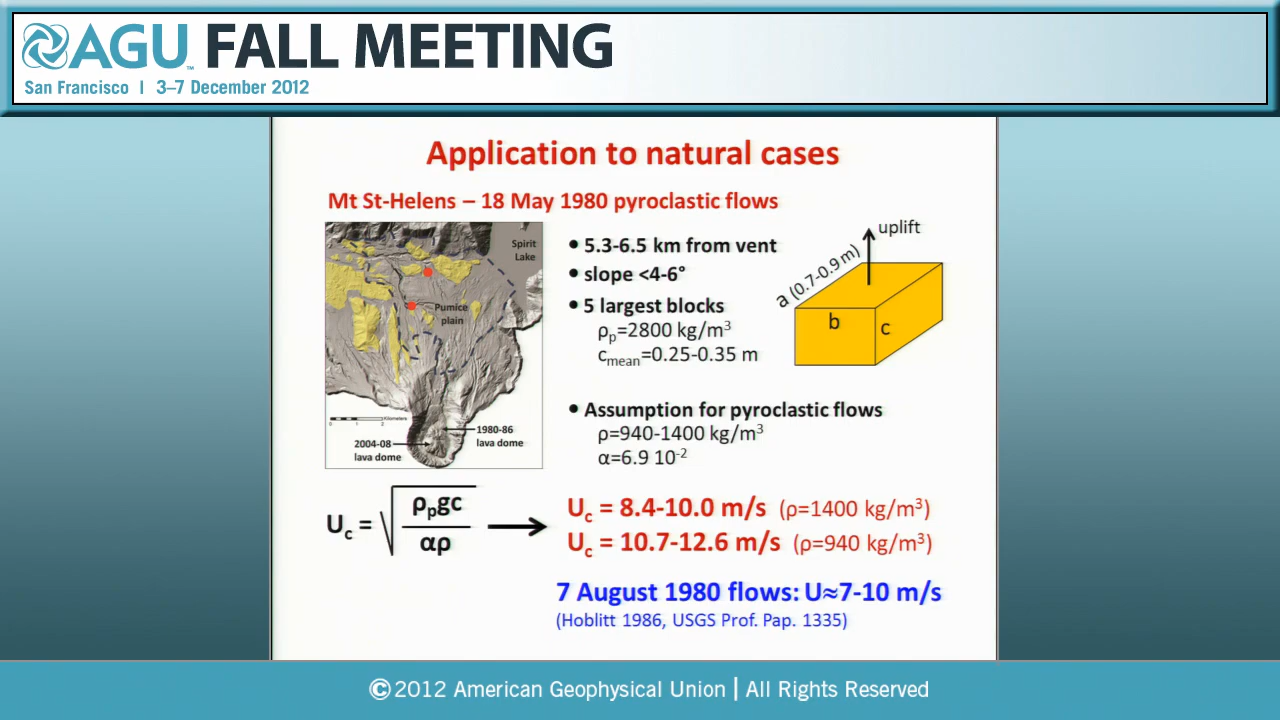 AGU™ FALL MEETING
San Francisco | 3–7 December 2012
Application to natural cases
Mt St-Helens – 18 May 1980 pyroclastic flows
Spirit
Lake
Pumice
plain
0 1 2 Kilometers
1980-86
lava dome
2004-08
lava dome
• 5.3-6.5 km from vent
• slope <4-6°
• 5 largest blocks
ρp=2800 kg/m³
cmean=0.25-0.35 m
uplift
a (0.7-0.9 m)
b
c
• Assumption for pyroclastic flows
ρ=940-1400 kg/m³
α=6.9 10⁻²
Uc = √(ρpgc / αρ)
Uc = 8.4-10.0 m/s (ρ=1400 kg/m³)
Uc = 10.7-12.6 m/s (ρ=940 kg/m³)
7 August 1980 flows: U≈7-10 m/s
(Hoblitt 1986, USGS Prof. Pap. 1335)
©2012 American Geophysical Union | All Rights Reserved